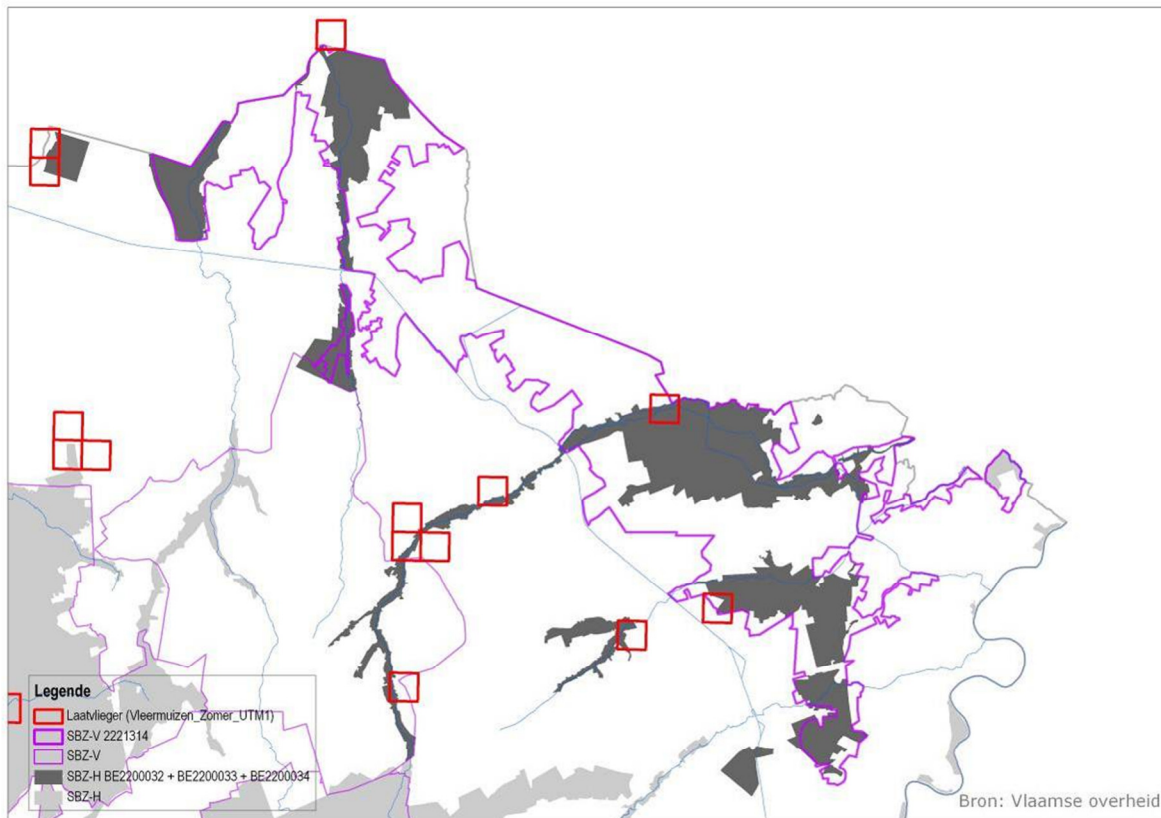 Legende
Laatvlieger (Vleermuizen_Zomer_UTM1)
SBZ-V 2221314
SBZ-V
SBZ-H BE2200032 + BE2200033 + BE2200034
SBZ-H
Bron: Vlaamse overheid